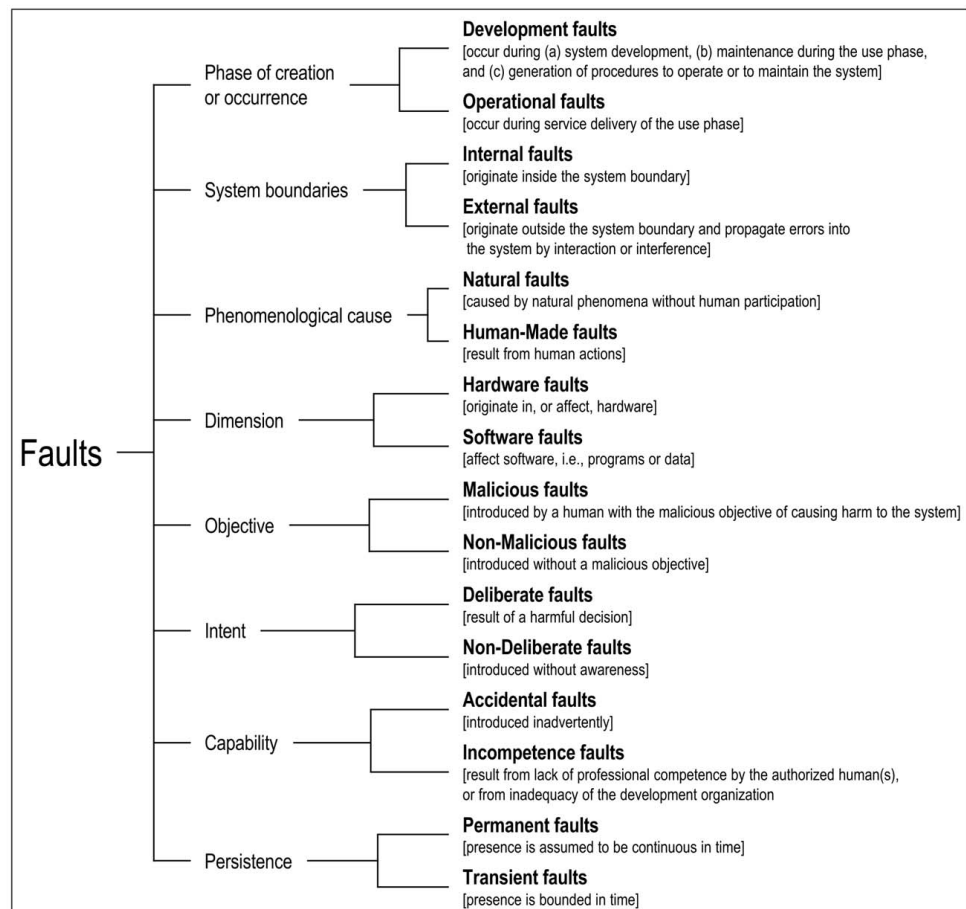 Faults
Phase of creation
or occurrence
Development faults
[occur during (a) system development, (b) maintenance during the use phase,
and (c) generation of procedures to operate or to maintain the system]
Operational faults
[occur during service delivery of the use phase]
System boundaries
Internal faults
[originate inside the system boundary]
External faults
[originate outside the system boundary and propagate errors into
the system by interaction or interference]
Phenomenological cause
Natural faults
[caused by natural phenomena without human participation]
Human-Made faults
[result from human actions]
Dimension
Hardware faults
[originate in, or affect, hardware]
Software faults
[affect software, i.e., programs or data]
Objective
Malicious faults
[introduced by a human with the malicious objective of causing harm to the system]
Non-Malicious faults
[introduced without a malicious objective]
Intent
Deliberate faults
[result of a harmful decision]
Non-Deliberate faults
[introduced without awareness]
Capability
Accidental faults
[introduced inadvertently]
Incompetence faults
[result from lack of professional competence by the authorized human(s),
or from inadequacy of the development organization
Persistence
Permanent faults
[presence is assumed to be continuous in time]
Transient faults
[presence is bounded in time]